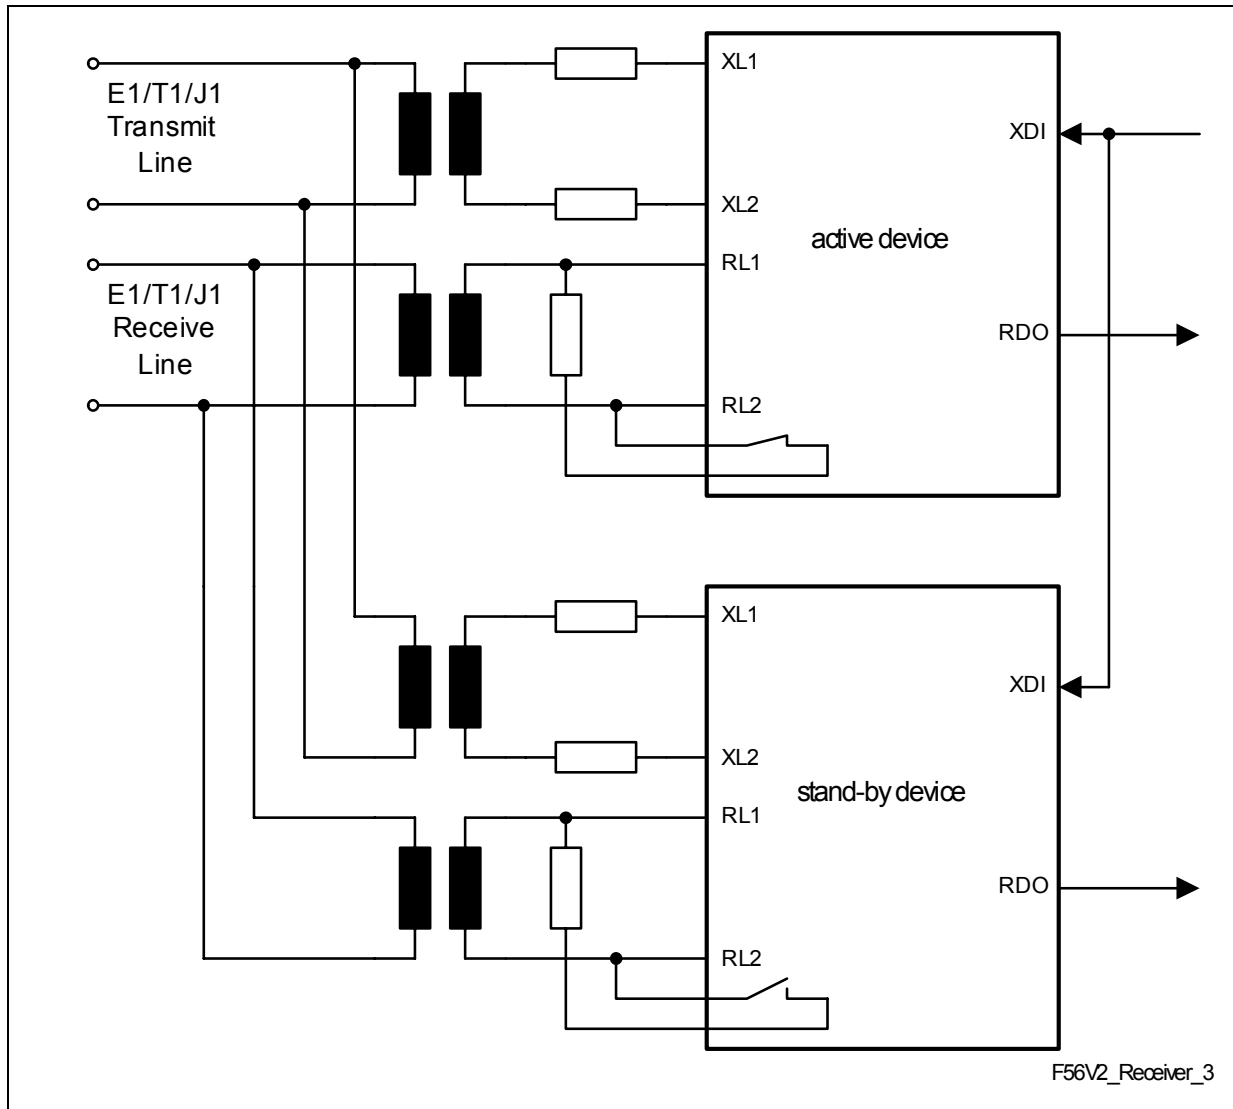 E1/T1/J1
Transmit
Line
XL1
XDI
XL2
active device
RL1
E1/T1/J1
Receive
Line
RDO
RL2
XL1
XDI
XL2
stand-by device
RL1
RDO
RL2
F56V2_Receiver_3